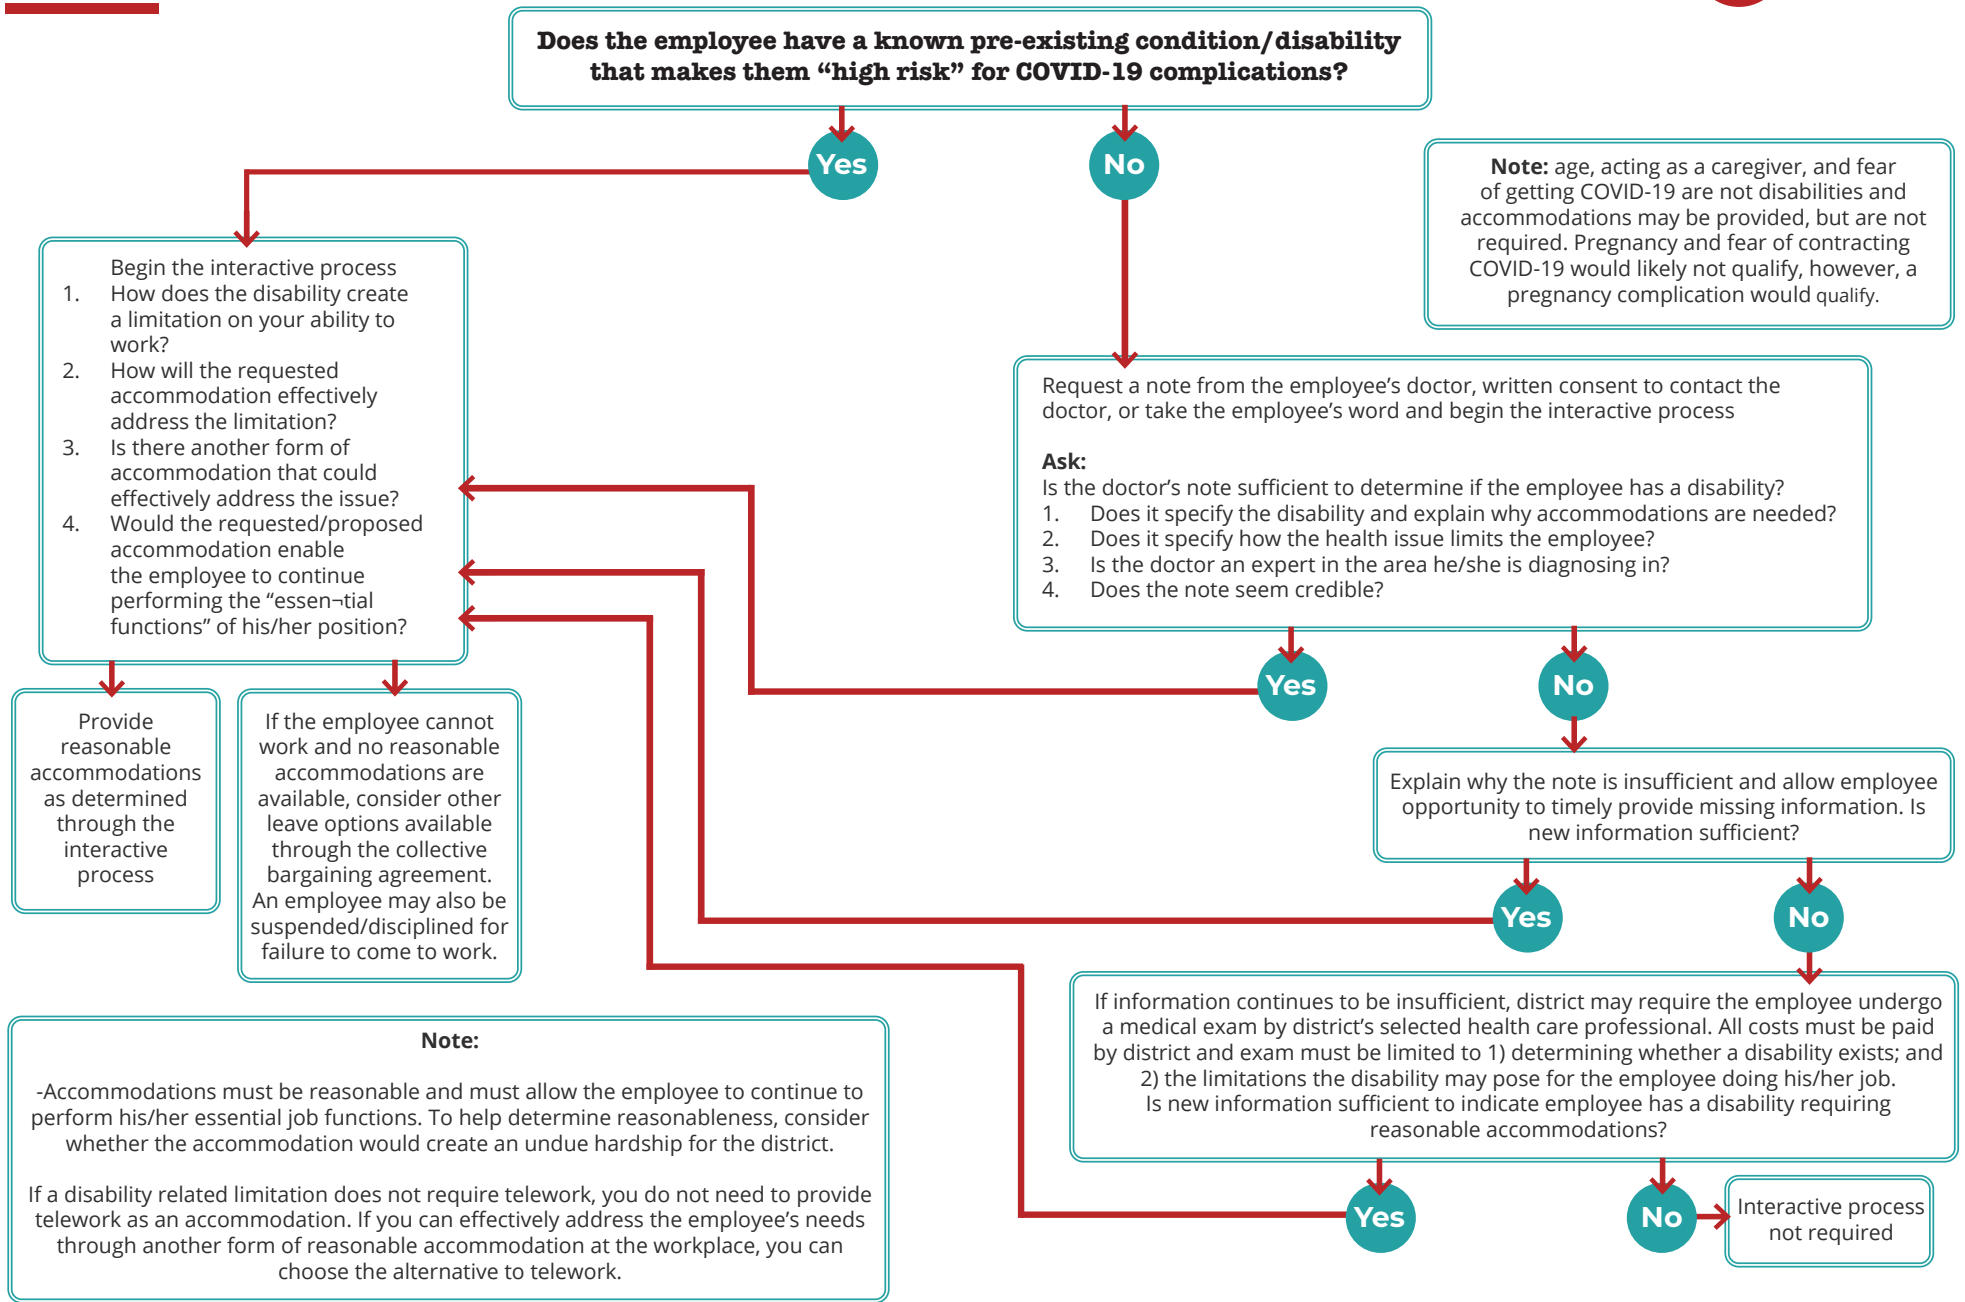 Does the employee have a known pre-existing condition/disability
that makes them “high risk” for COVID-19 complications?
Yes
No
Note: age, acting as a caregiver, and fear
of getting COVID-19 are not disabilities and
accommodations may be provided, but are not
required. Pregnancy and fear of contracting
COVID-19 would likely not qualify, however, a
pregnancy complication would qualify.
Begin the interactive process
1. How does the disability create
a limitation on your ability to
work?
2. How will the requested
accommodation effectively
address the limitation?
3. Is there another form of
accommodation that could
effectively address the issue?
4. Would the requested/proposed
accommodation enable
the employee to continue
performing the “essen¬tial
functions” of his/her position?
Request a note from the employee’s doctor, written consent to contact the
doctor, or take the employee’s word and begin the interactive process
Ask:
Is the doctor’s note sufficient to determine if the employee has a disability?
1. Does it specify the disability and explain why accommodations are needed?
2. Does it specify how the health issue limits the employee?
3. Is the doctor an expert in the area he/she is diagnosing in?
4. Does the note seem credible?
Yes
No
Provide
reasonable
accommodations
as determined
through the
interactive
process
If the employee cannot
work and no reasonable
accommodations are
available, consider other
leave options available
through the collective
bargaining agreement.
An employee may also be
suspended/disciplined for
failure to come to work.
Explain why the note is insufficient and allow employee
opportunity to timely provide missing information. Is
new information sufficient?
Yes
No
If information continues to be insufficient, district may require the employee undergo
a medical exam by district’s selected health care professional. All costs must be paid
by district and exam must be limited to 1) determining whether a disability exists; and
2) the limitations the disability may pose for the employee doing his/her job.
Is new information sufficient to indicate employee has a disability requiring
reasonable accommodations?
Yes
No
Interactive process
not required
Note:
-Accommodations must be reasonable and must allow the employee to continue to
perform his/her essential job functions. To help determine reasonableness, consider
whether the accommodation would create an undue hardship for the district.
If a disability related limitation does not require telework, you do not need to provide
telework as an accommodation. If you can effectively address the employee’s needs
through another form of reasonable accommodation at the workplace, you can
choose the alternative to telework.